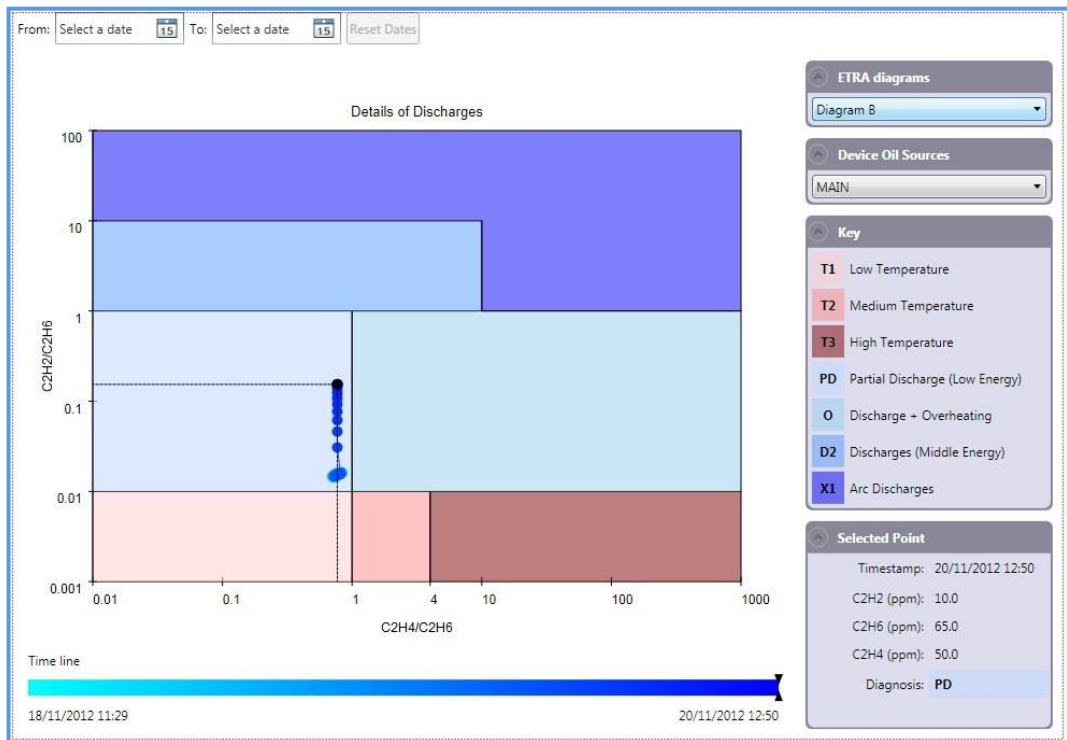 From: Select a date 15 To: Select a date 15 Reset Dates
Details of Discharges
100
10
1
0.1
0.01
0.001
C2H2/C2H6
0.01 0.1 1 4 10 100 1000
C2H4/C2H6
Time line
18/11/2012 11:29 20/11/2012 12:50
ETRA diagrams
Diagram B
Device Oil Sources
MAIN
Key
T1 Low Temperature
T2 Medium Temperature
T3 High Temperature
PD Partial Discharge (Low Energy)
O Discharge + Overheating
D2 Discharges (Middle Energy)
X1 Arc Discharges
Selected Point
Timestamp: 20/11/2012 12:50
C2H2 (ppm): 10.0
C2H6 (ppm): 65.0
C2H4 (ppm): 50.0
Diagnosis: PD